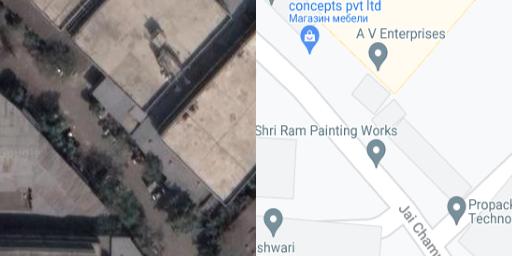 concepts pvt ltd
Магазин мебели
A V Enterprises
Shri Ram Painting Works
Propack
Techno
Jai Cham
shwari